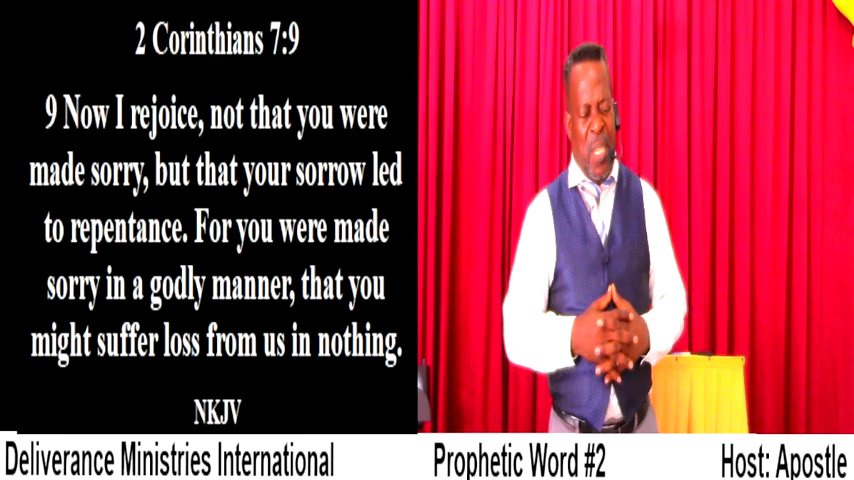 2 Corinthians 7:9
9 Now I rejoice, not that you were
made sorry, but that your sorrow led
to repentance. For you were made
sorry in a godly manner, that you
might suffer loss from us in nothing.
NKJV
Deliverance Ministries International
Prophetic Word #2
Host: Apostle